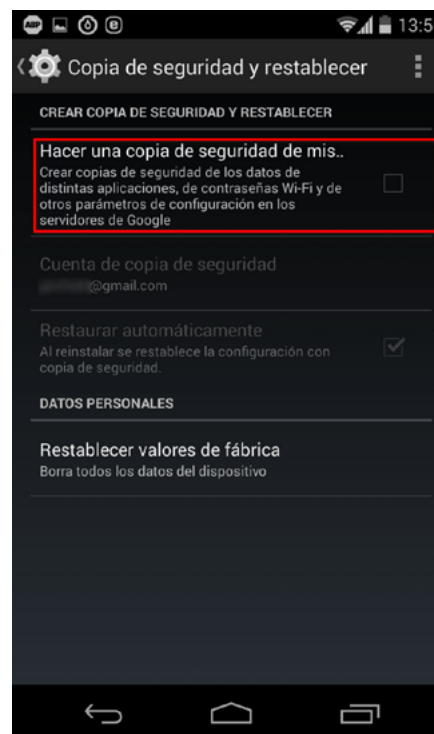 ABP
e
13:5
Copia de seguridad y restablecer
CREAR COPIA DE SEGURIDAD Y RESTABLECER
Hacer una copia de seguridad de mis..
Crear copias de seguridad de los datos de
distintas aplicaciones, de contraseñas Wi-Fi y de
otros parámetros de configuración en los
servidores de Google
Cuenta de copia de seguridad
@gmail.com
Restaurar automáticamente
Al reinstalar se restablece la configuración con
copia de seguridad.
DATOS PERSONALES
Restablecer valores de fábrica
Borra todos los datos del dispositivo